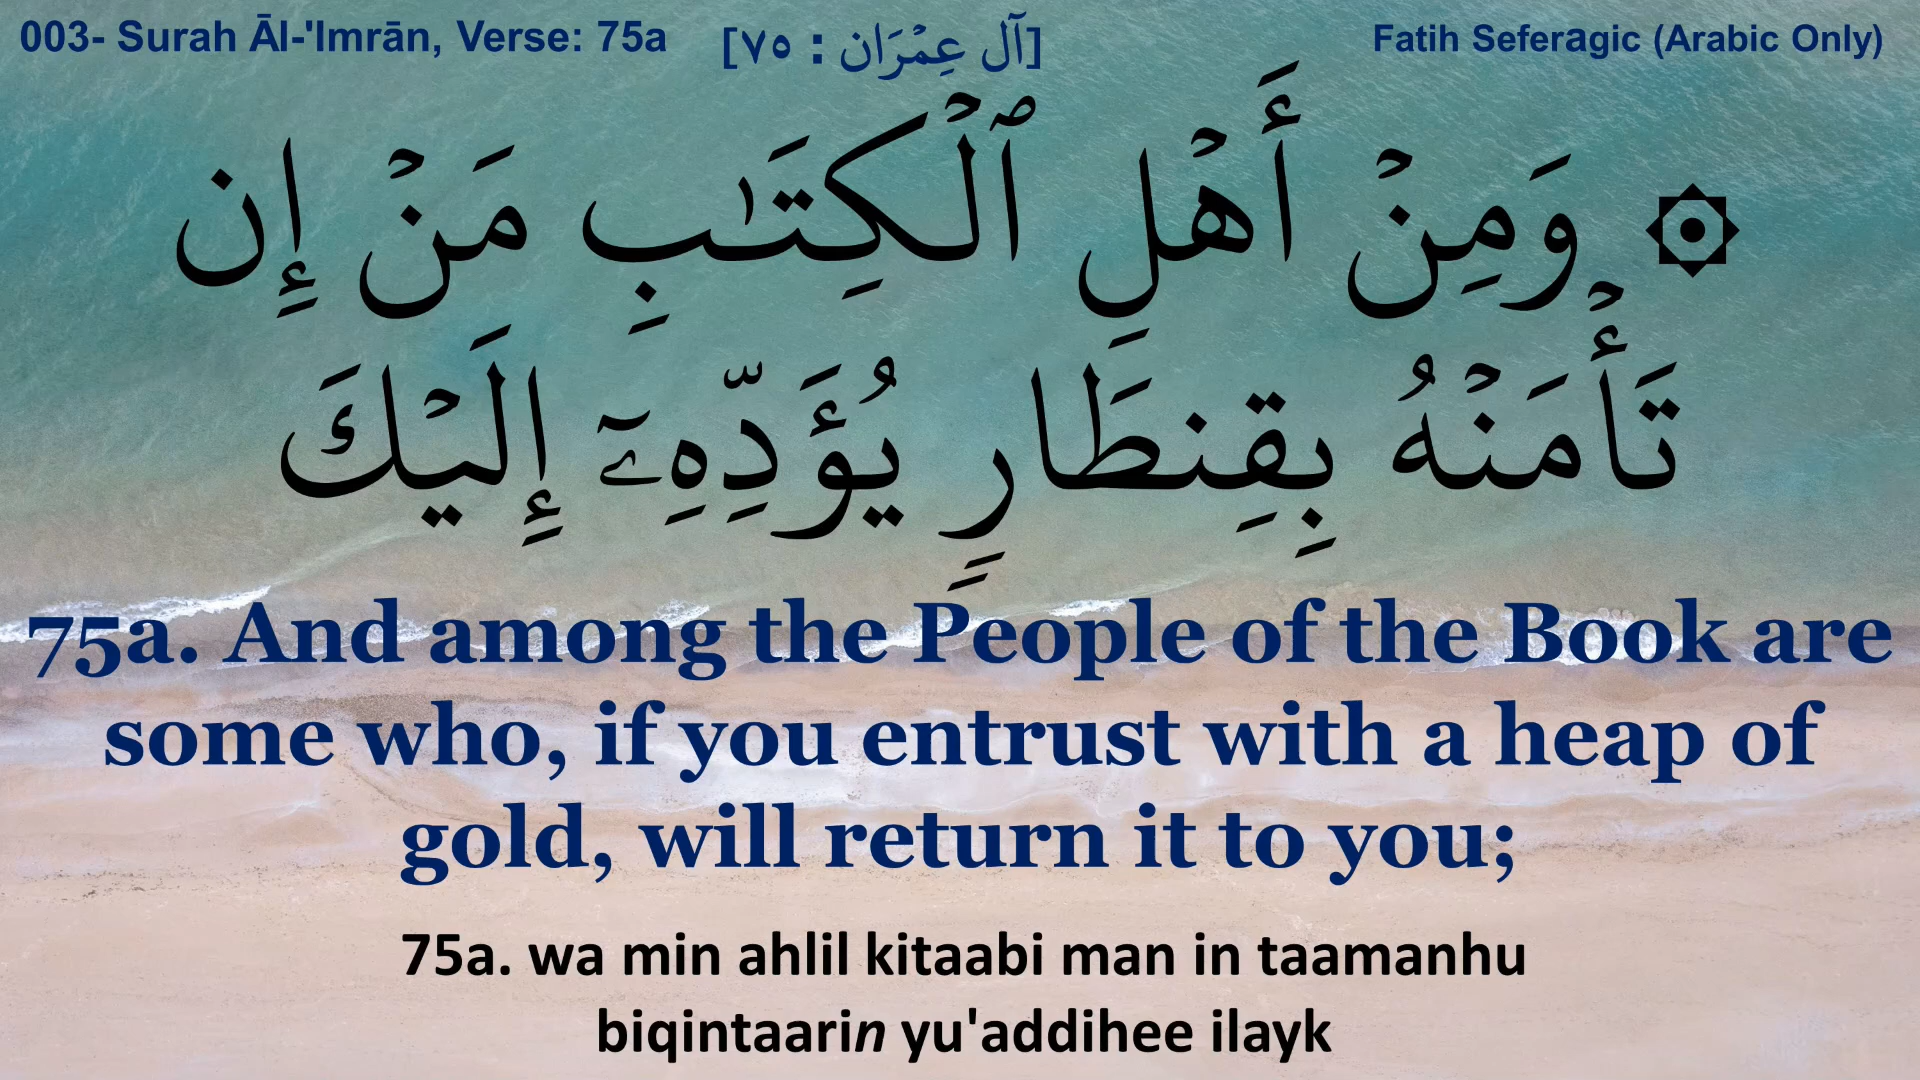 003- Surah Āl-'Imrān, Verse: 75a [آل عِمۡرَان : ٧٥] Fatih Seferagic (Arabic Only)
۞ وَمِنۡ أَهۡلِ ٱلۡكِتَٰبِ مَنۡ إِن
تَأۡمَنۡهُ بِقِنطَارٖ يُؤَدِّهِۦٓ إِلَيۡكَ
75a. And among the People of the Book are
some who, if you entrust with a heap of
gold, will return it to you;
75a. wa min ahlil kitaabi man in taamanhu
biqintaarin yu'addihee ilayk